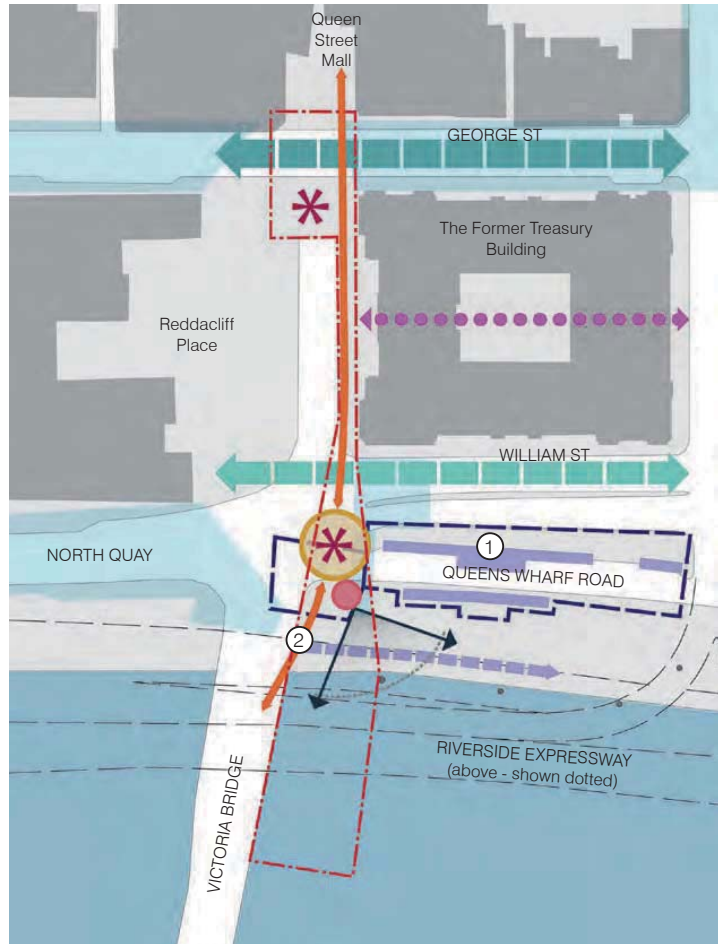 Queen
Street
Mall
GEORGE ST
The Former Treasury
Building
Reddacliff
Place
WILLIAM ST
NORTH QUAY
1
QUEENS WHARF ROAD
2
RIVERSIDE EXPRESSWAY
(above - shown dotted)
VICTORIA BRIDGE